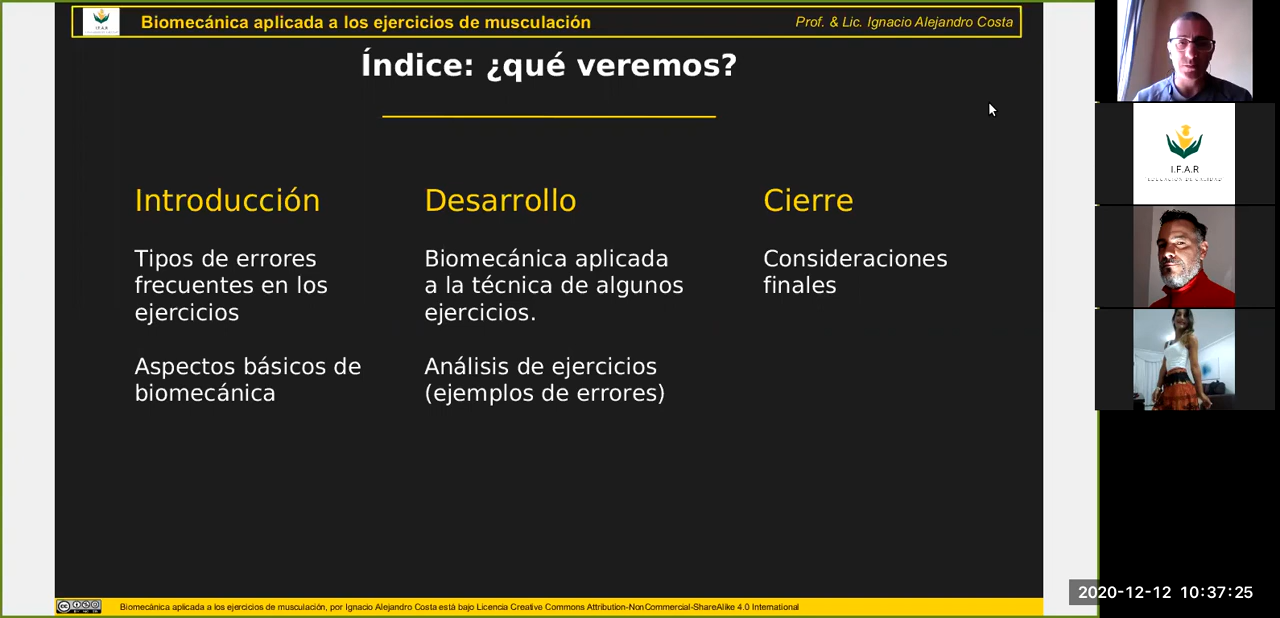 Biomecánica aplicada a los ejercicios de musculación
Prof. & Lic. Ignacio Alejandro Costa
Índice: ¿qué veremos?
Introducción
Tipos de errores
frecuentes en los
ejercicios
Aspectos básicos de
biomecánica
Desarrollo
Biomecánica aplicada
a la técnica de algunos
ejercicios.
Análisis de ejercicios
(ejemplos de errores)
Cierre
Consideraciones
finales
I.F.A.R
EDUCACIÓN DE CALIDAD
Biomecánica aplicada a los ejercicios de musculación, por Ignacio Alejandro Costa está bajo Licencia Creative Commons Attribution-NonCommercial-ShareAlike 4.0 International
2020-12-12 10:37:25